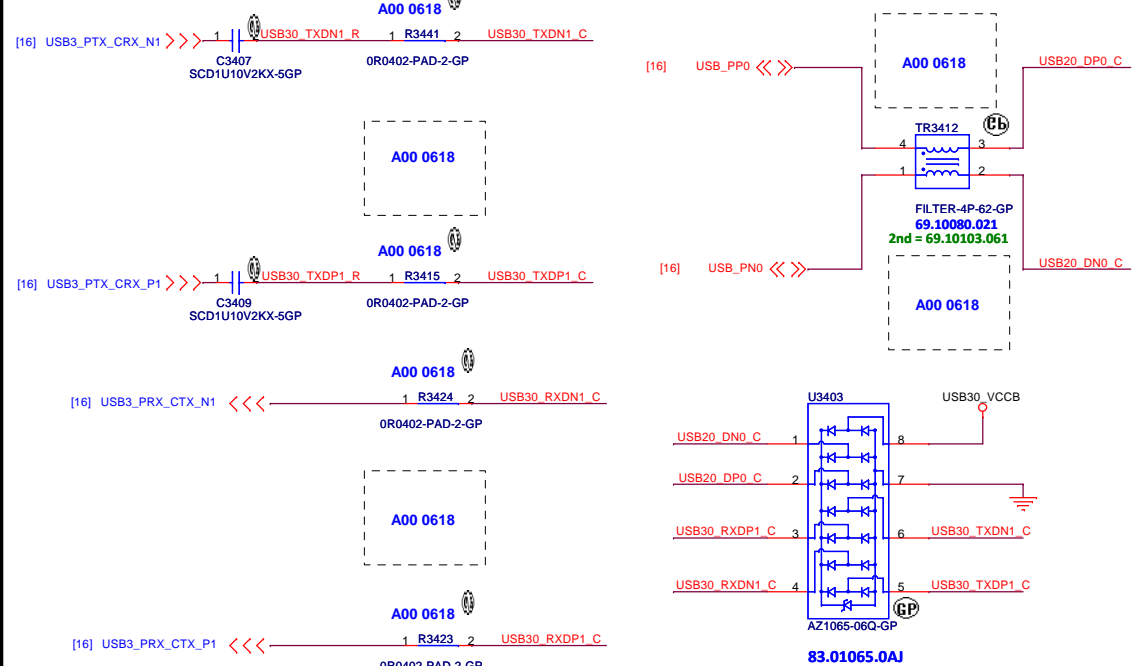 A00 0618
[16] USB3_PTX_CRX_N1
1
USB30_TXDN1_R
1 R3441 2
USB30_TXDN1_C
C3407
SCD1U10V2KX-5GP
0R0402-PAD-2-GP
A00 0618
A00 0618
[16] USB3_PTX_CRX_P1
1
USB30_TXDP1_R
1 R3415 2
USB30_TXDP1_C
C3409
SCD1U10V2KX-5GP
0R0402-PAD-2-GP
A00 0618
[16] USB3_PRX_CTX_N1
1 R3424 2
USB30_RXDN1_C
0R0402-PAD-2-GP
A00 0618
A00 0618
[16] USB3_PRX_CTX_P1
1 R3423 2
USB30_RXDP1_C
0R0402-PAD-2-GP
A00 0618
[16] USB_PP0
USB20_DP0_C
TR3412
4 3
1 2
FILTER-4P-62-GP
69.10080.021
2nd = 69.10103.061
[16] USB_PN0
USB20_DN0_C
A00 0618
U3403
USB30_VCCB
USB20_DN0_C 1 8
USB20_DP0_C 2 7
USB30_RXDP1_C 3 6 USB30_TXDN1_C
USB30_RXDN1_C 4 5 USB30_TXDP1_C
GP
AZ1065-06Q-GP
83.01065.0AJ